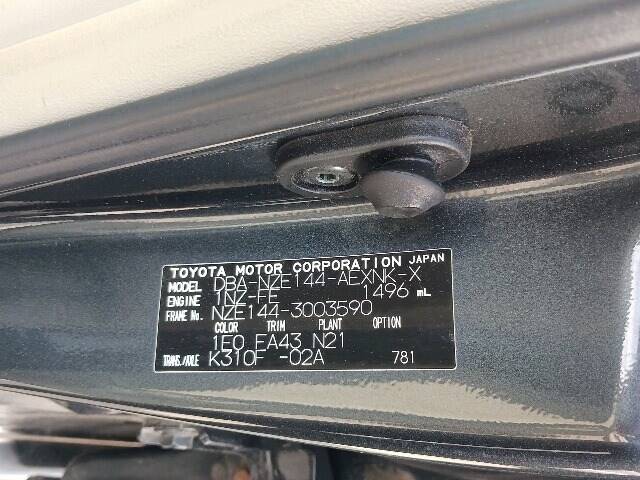 TOYOTA MOTOR CORPORATION JAPAN
MODEL DBA-NZE144-AEXNK-X
ENGINE 1NZ-FE 1496 mL
FRAME No. NZE144-3003590
COLOR TRIM PLANT OPTION
1E0 FA43 N21
TRANS./AXLE K310F -02A 781